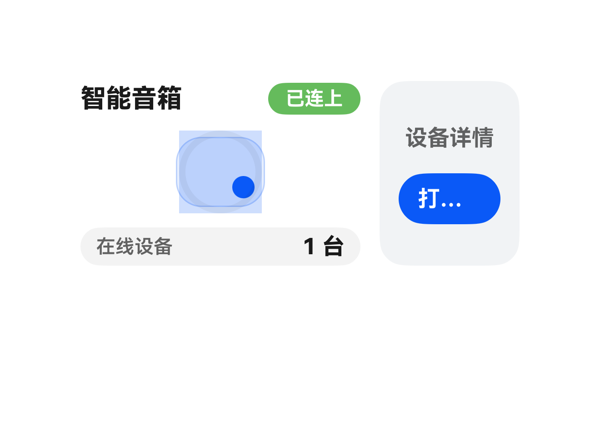 智能音箱
已连上
在线设备
1 台
设备详情
打...